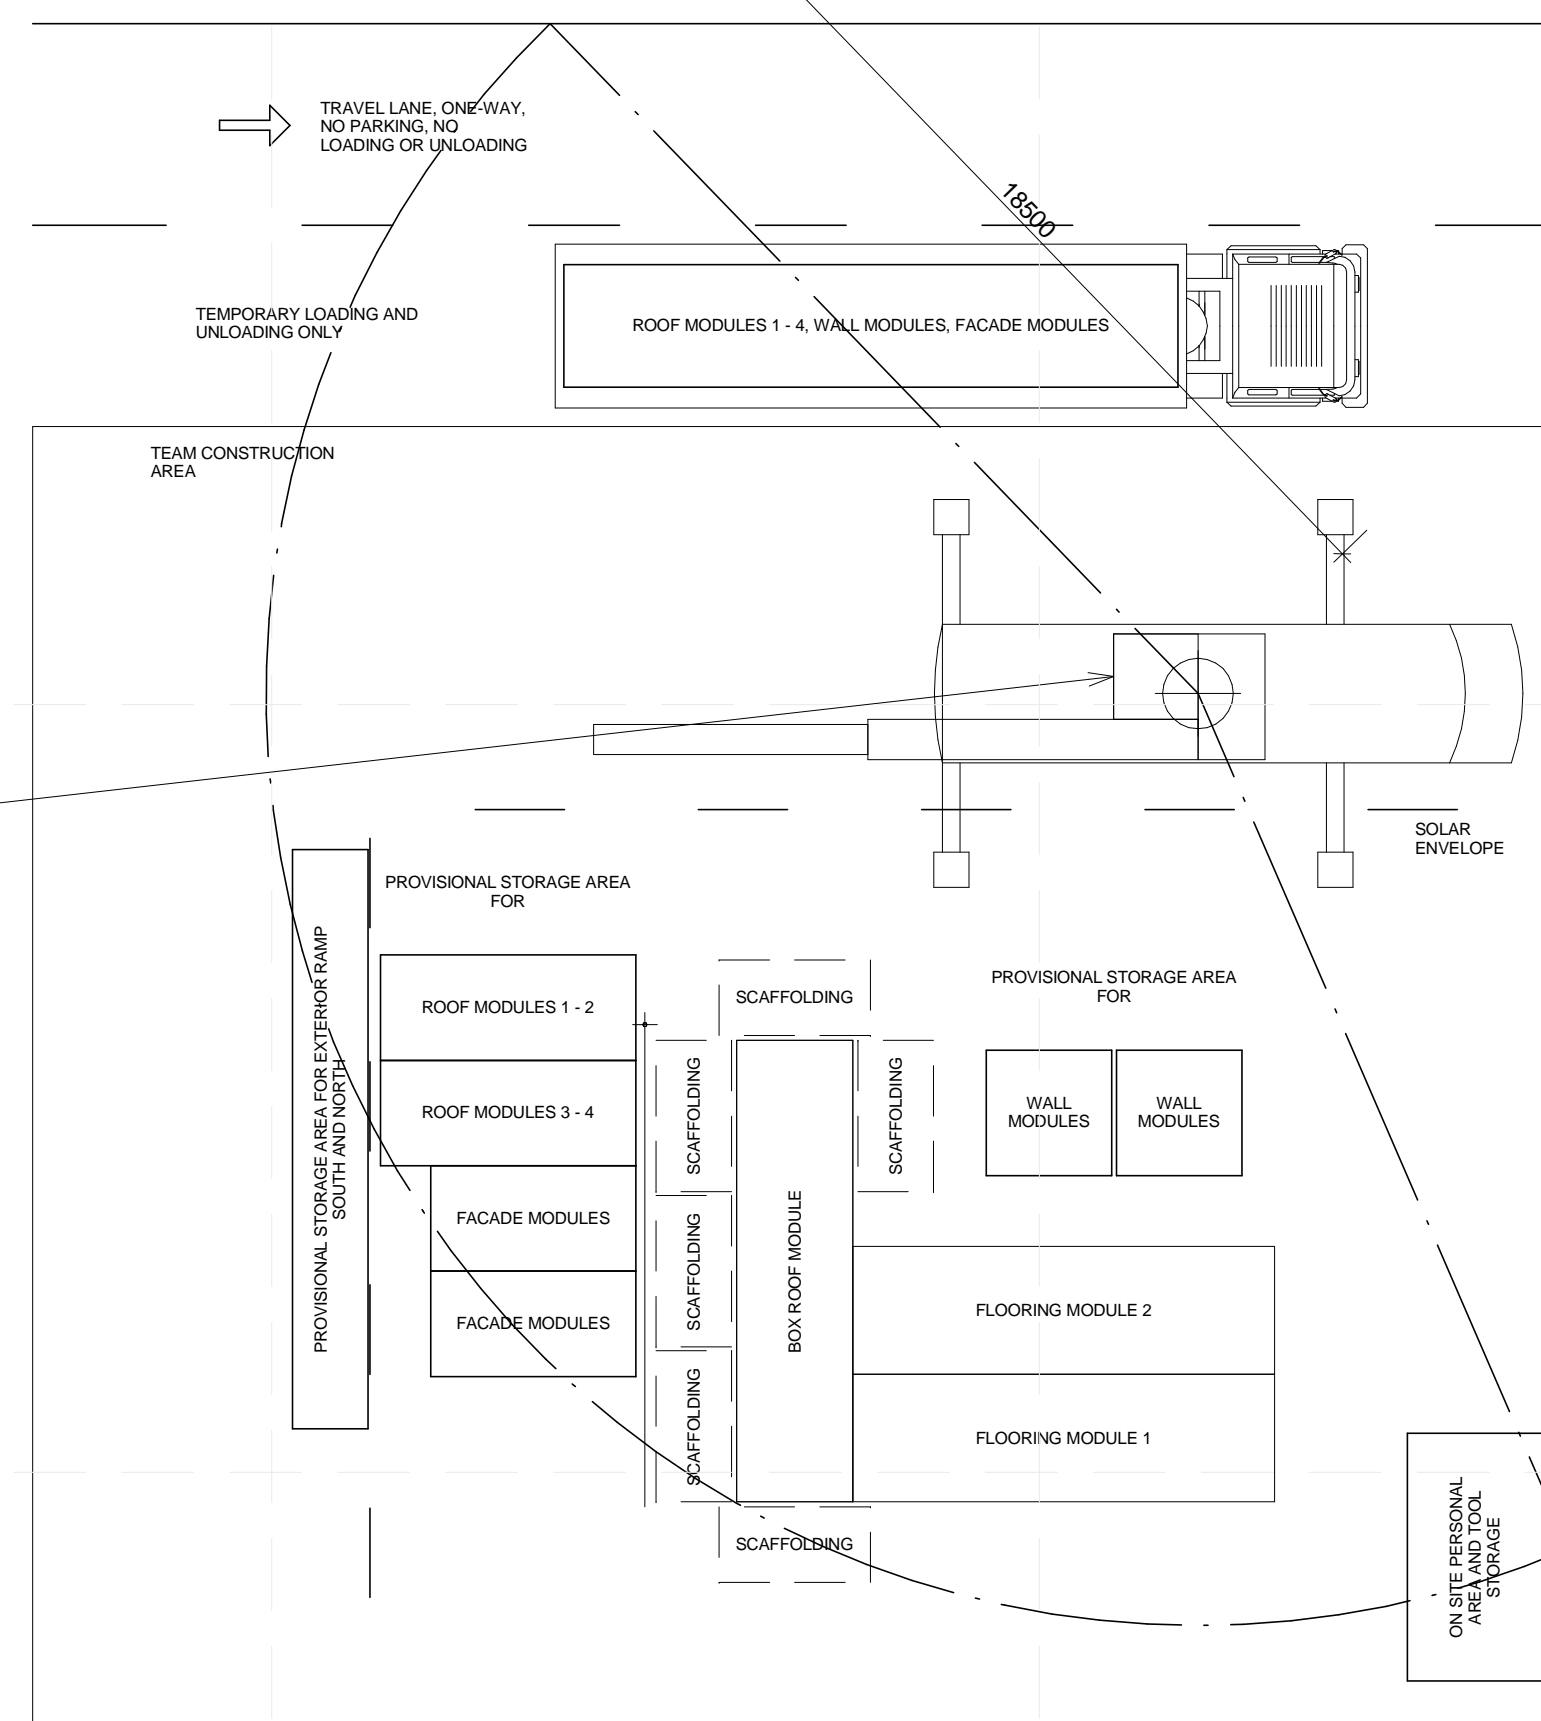 TRAVEL LANE, ONE-WAY,
NO PARKING, NO
LOADING OR UNLOADING
18500
TEMPORARY LOADING AND
UNLOADING ONLY
ROOF MODULES 1 - 4, WALL MODULES, FACADE MODULES
TEAM CONSTRUCTION
AREA
SOLAR
ENVELOPE
PROVISIONAL STORAGE AREA
FOR
PROVISIONAL STORAGE AREA FOR EXTERIOR RAMP
SOUTH AND NORTH
ROOF MODULES 1 - 2
ROOF MODULES 3 - 4
FACADE MODULES
FACADE MODULES
SCAFFOLDING
SCAFFOLDING
SCAFFOLDING
SCAFFOLDING
SCAFFOLDING
BOX ROOF MODULE
SCAFFOLDING
PROVISIONAL STORAGE AREA
FOR
WALL
MODULES
WALL
MODULES
FLOORING MODULE 2
FLOORING MODULE 1
ON SITE PERSONAL
AREA AND TOOL
STORAGE